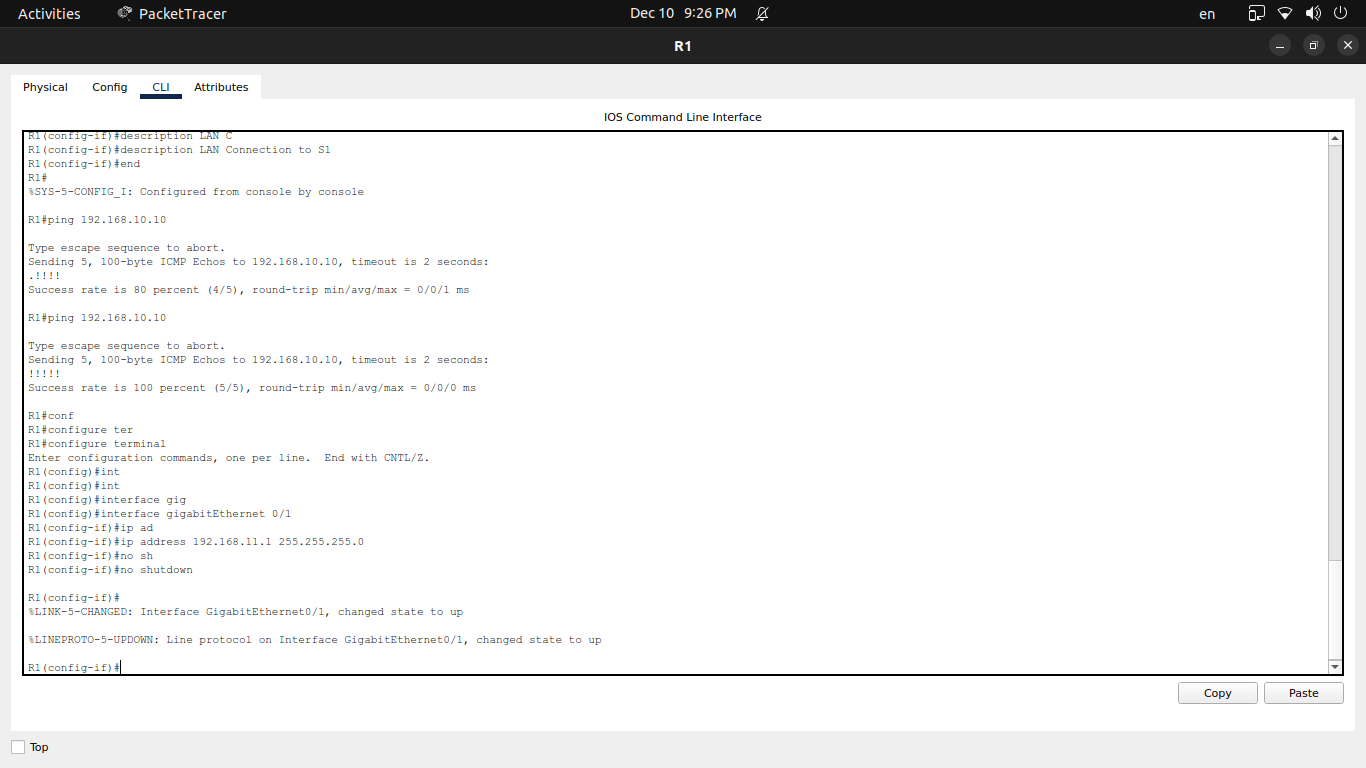 Activities PacketTracer Dec 10 9:26 PM en
R1
Physical Config CLI Attributes
IOS Command Line Interface
R1(config-if)#description LAN C
R1(config-if)#description LAN Connection to S1
R1(config-if)#end
R1#
%SYS-5-CONFIG_I: Configured from console by console
R1#ping 192.168.10.10
Type escape sequence to abort.
Sending 5, 100-byte ICMP Echos to 192.168.10.10, timeout is 2 seconds:
.!!!!
Success rate is 80 percent (4/5), round-trip min/avg/max = 0/0/1 ms
R1#ping 192.168.10.10
Type escape sequence to abort.
Sending 5, 100-byte ICMP Echos to 192.168.10.10, timeout is 2 seconds:
!!!!!
Success rate is 100 percent (5/5), round-trip min/avg/max = 0/0/0 ms
R1#conf
R1#configure ter
R1#configure terminal
Enter configuration commands, one per line.  End with CNTL/Z.
R1(config)#int
R1(config)#int
R1(config)#interface gig
R1(config)#interface gigabitEthernet 0/1
R1(config-if)#ip ad
R1(config-if)#ip address 192.168.11.1 255.255.255.0
R1(config-if)#no sh
R1(config-if)#no shutdown
R1(config-if)#
%LINK-5-CHANGED: Interface GigabitEthernet0/1, changed state to up
%LINEPROTO-5-UPDOWN: Line protocol on Interface GigabitEthernet0/1, changed state to up
R1(config-if)#
Copy Paste
Top